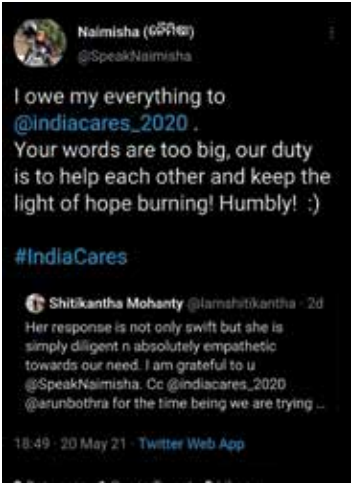 Naimisha (ନୈମିଷା)
@SpeakNaimisha
I owe my everything to
@indiacares_2020 .
Your words are too big, our duty
is to help each other and keep the
light of hope burning! Humbly! :)
#IndiaCares
Shitikantha Mohanty @Iamshitikantha · 2d
Her response is not only swift but she is
simply diligent n absolutely empathetic
towards our need. I am grateful to u
@SpeakNaimisha. Cc @indiacares_2020
@arunbothra for the time being we are trying ...
18:49 · 20 May 21 · Twitter Web App